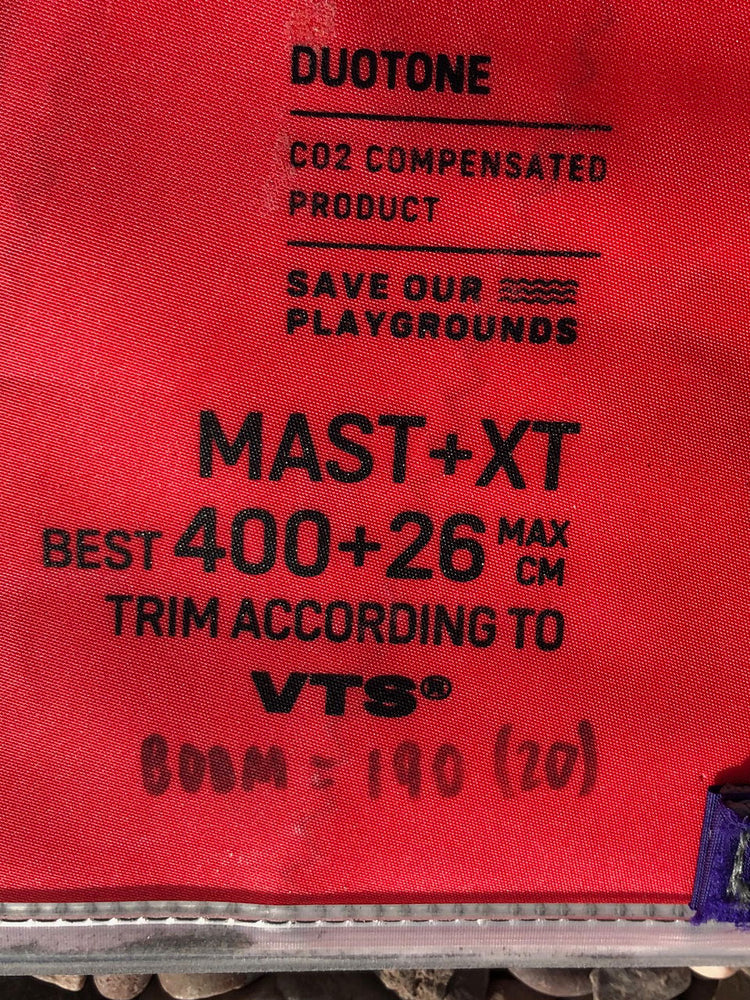 DUOTONE
CO2 COMPENSATED
PRODUCT
SAVE OUR
PLAYGROUNDS
MAST+XT
BEST 400+26 MAX CM
TRIM ACCORDING TO
VTS®
BOOM = 190 (20)